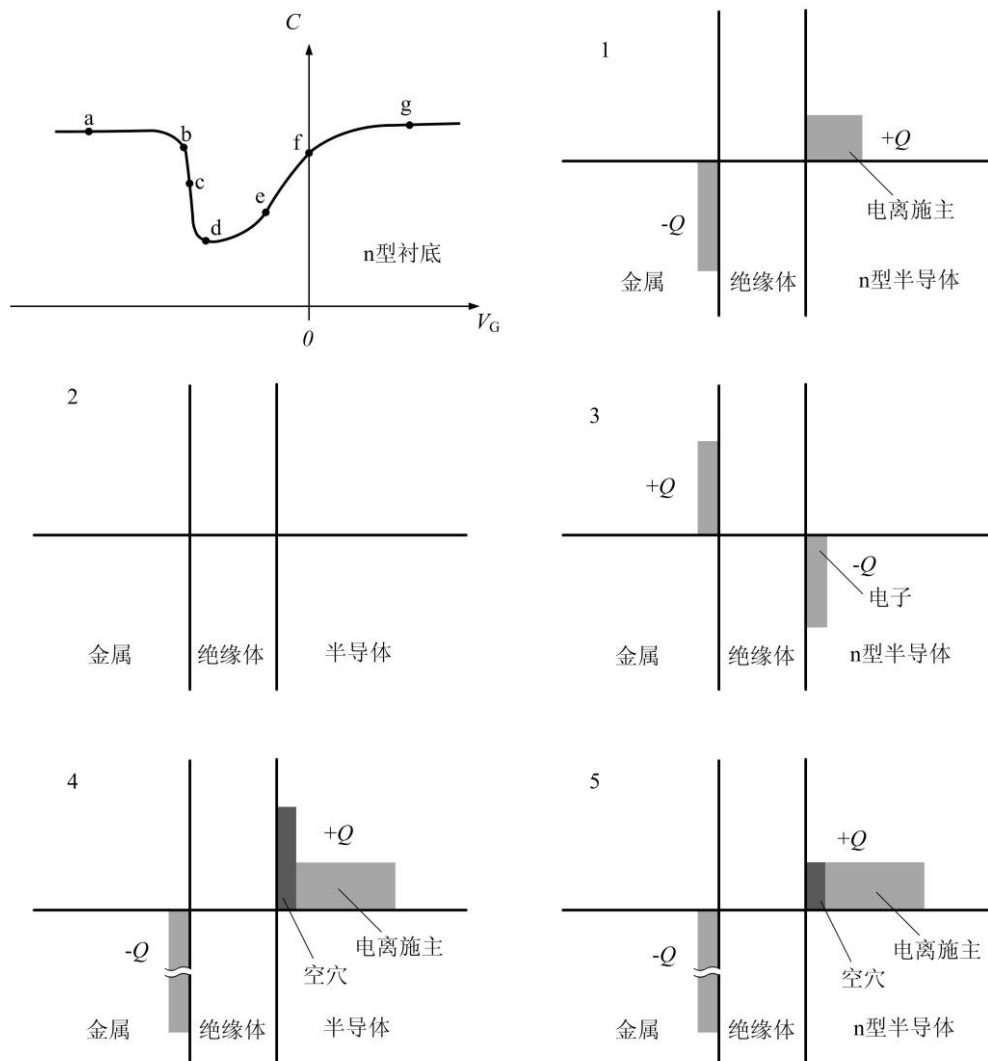 C
a
b
c
d
e
f
g
n型衬底
0
V_G
1
+Q
电离施主
-Q
金属
绝缘体
n型半导体
2
金属
绝缘体
半导体
3
+Q
-Q
电子
金属
绝缘体
n型半导体
4
+Q
-Q
电离施主
空穴
金属
绝缘体
半导体
5
+Q
-Q
电离施主
空穴
金属
绝缘体
n型半导体